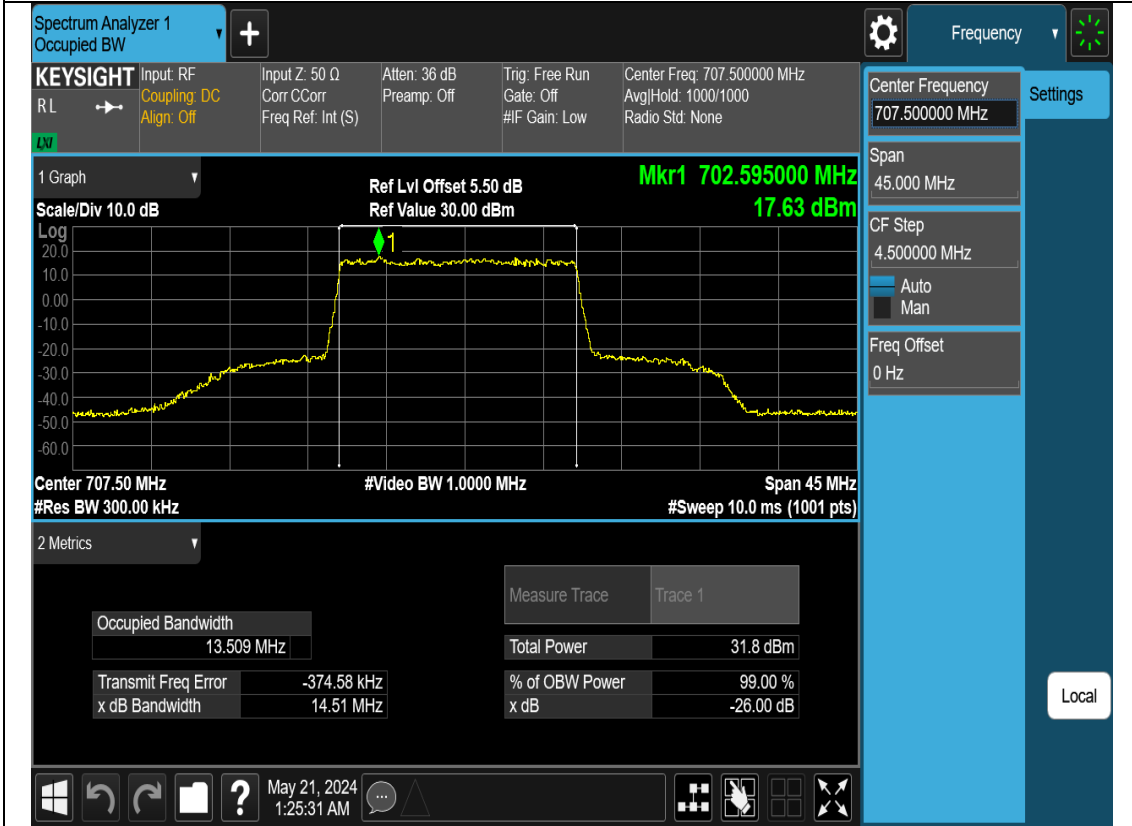 Spectrum Analyzer 1
Occupied BW
Frequency
KEYSIGHT
R L
LXI
Input: RF
Coupling: DC
Align: Off
Input Z: 50 Ω
Corr CCorr
Freq Ref: Int (S)
Atten: 36 dB
Preamp: Off
Trig: Free Run
Gate: Off
#IF Gain: Low
Center Freq: 707.500000 MHz
Avg|Hold: 1000/1000
Radio Std: None
Center Frequency
707.500000 MHz
Settings
Span
45.000 MHz
CF Step
4.500000 MHz
Auto
Man
Freq Offset
0 Hz
Local
1 Graph
Scale/Div 10.0 dB
Ref Lvl Offset 5.50 dB
Ref Value 30.00 dBm
Mkr1 702.595000 MHz
17.63 dBm
Log
1
20.0
10.0
0.00
-10.0
-20.0
-30.0
-40.0
-50.0
-60.0
Center 707.50 MHz
#Video BW 1.0000 MHz
Span 45 MHz
#Res BW 300.00 kHz
#Sweep 10.0 ms (1001 pts)
2 Metrics
Measure Trace
Trace 1
Occupied Bandwidth
13.509 MHz
Total Power
31.8 dBm
Transmit Freq Error
-374.58 kHz
% of OBW Power
99.00 %
x dB Bandwidth
14.51 MHz
x dB
-26.00 dB
?
May 21, 2024
1:25:31 AM